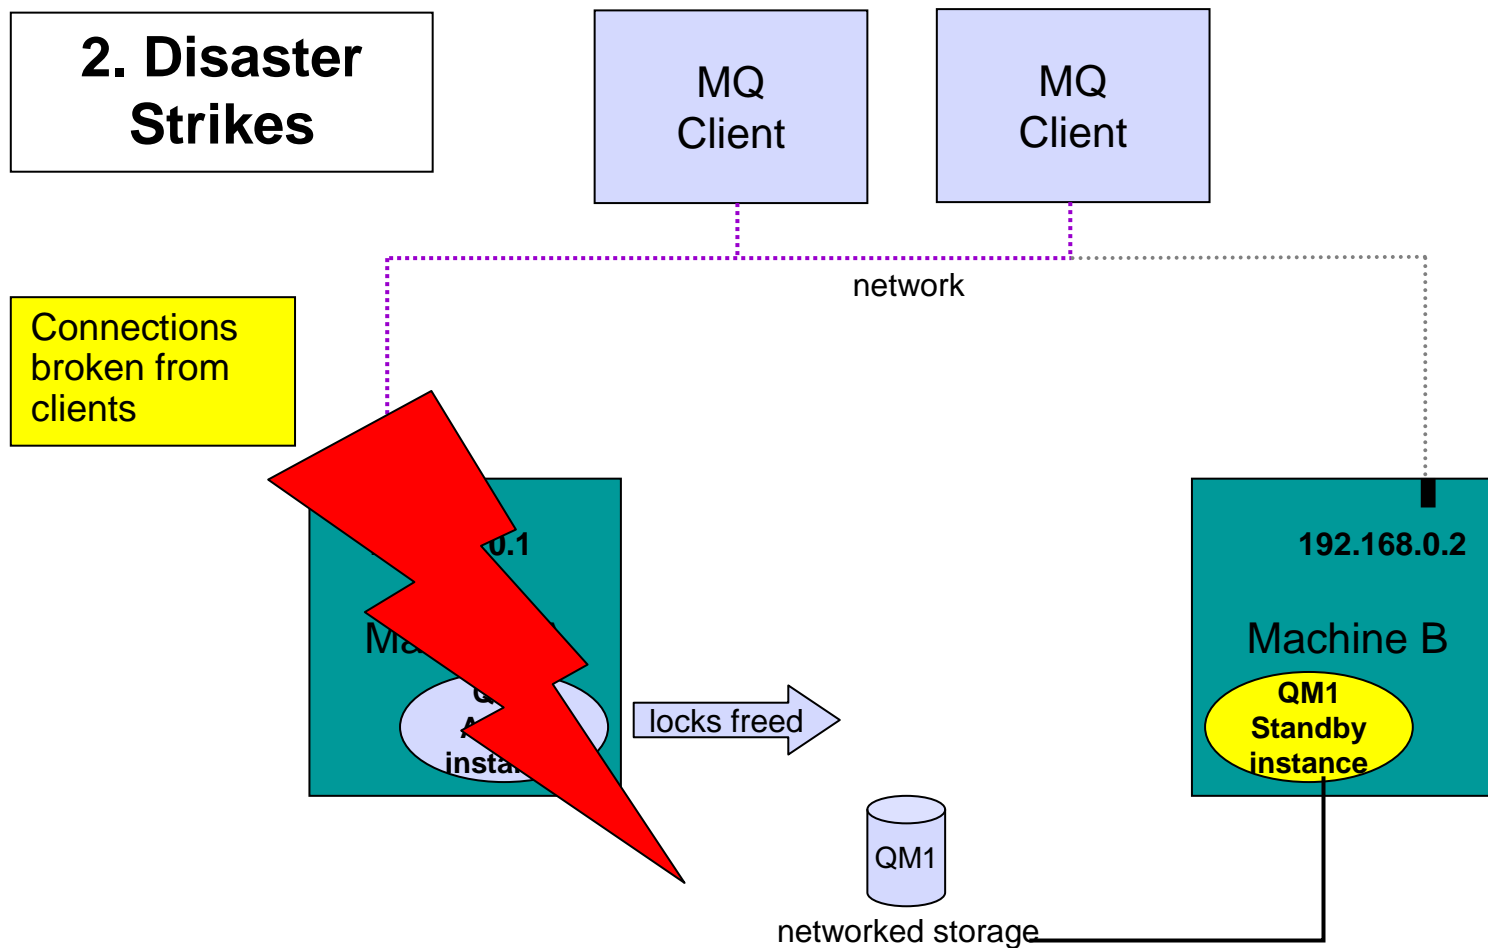 2. Disaster
Strikes
MQ
Client
MQ
Client
network
Connections
broken from
clients
0.1
192.168.0.2
Machine B
QM1
Standby
instance
locks freed
QM1
networked storage